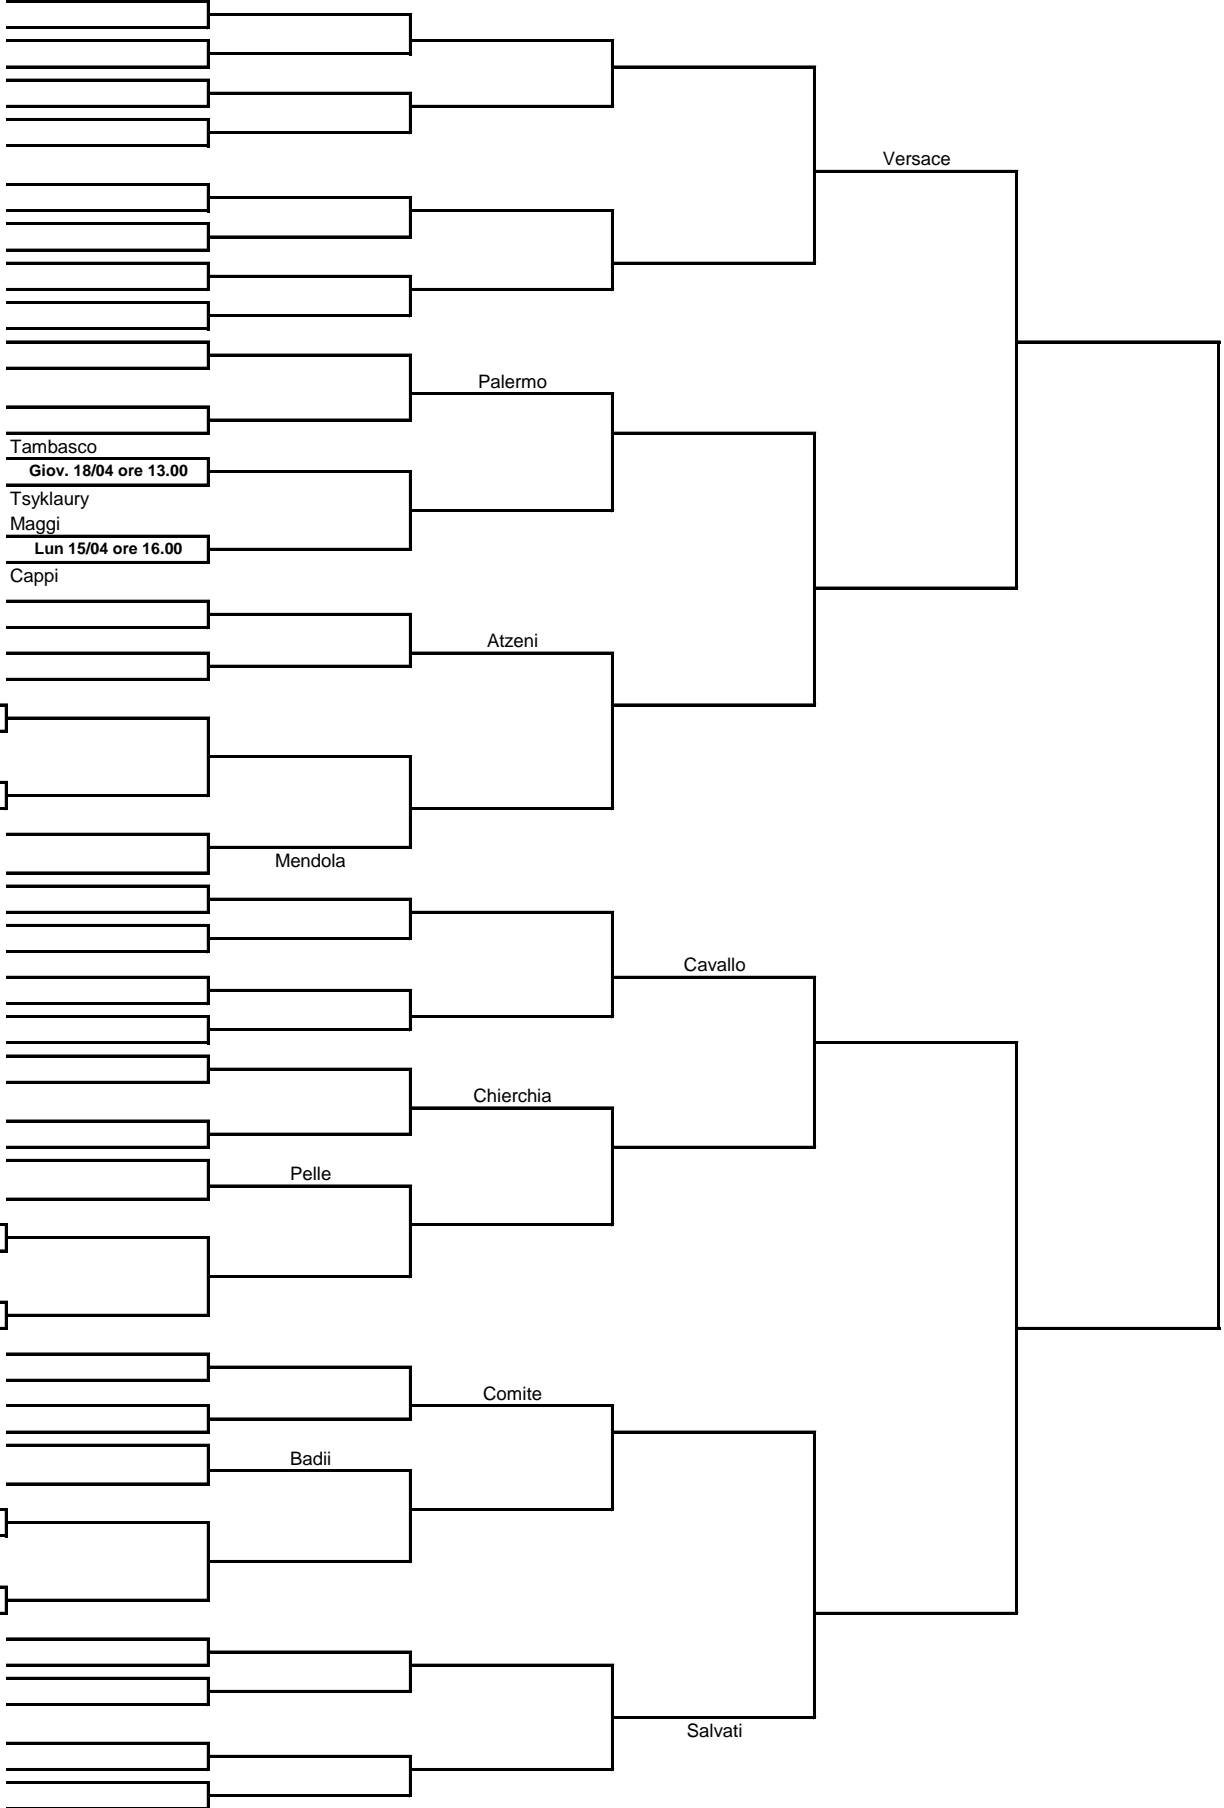 Versace
Palermo
Tambasco
Giov. 18/04 ore 13.00
Tsyklaury
Maggi
Lun 15/04 ore 16.00
Cappi
Atzeni
Mendola
Cavallo
Chierchia
Pelle
Comite
Badii
Salvati